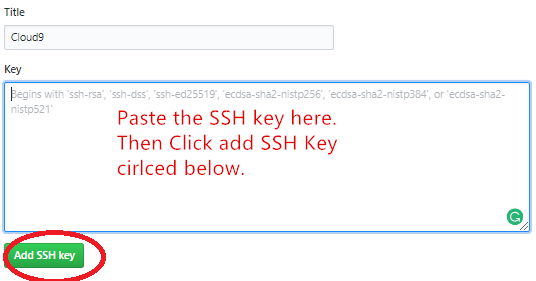 Title
Cloud9
Key
Begins with 'ssh-rsa', 'ssh-dss', 'ssh-ed25519', 'ecdsa-sha2-nistp256', 'ecdsa-sha2-nistp384', or 'ecdsa-sha2-
nistp521'
Paste the SSH key here.
Then Click add SSH Key
cirlced below.
Add SSH key